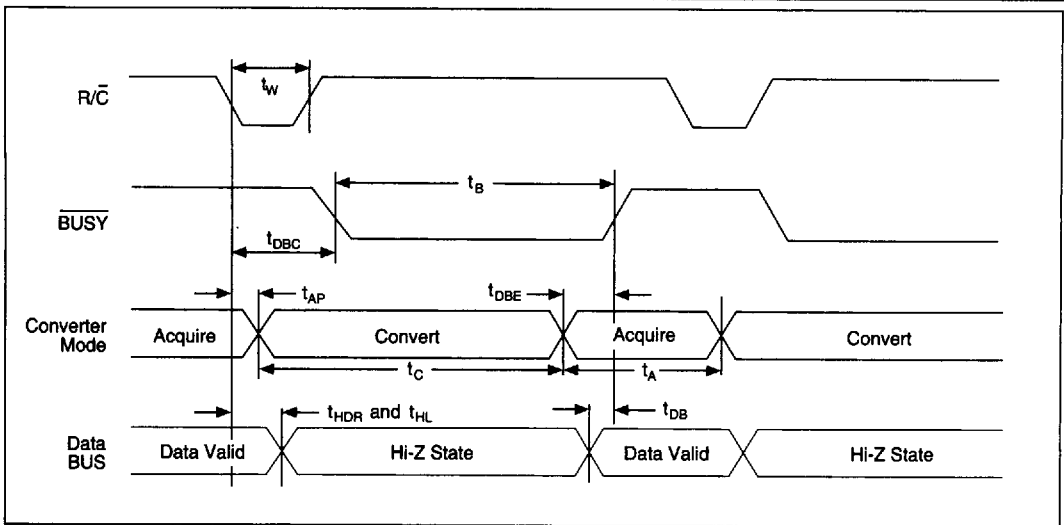 R/C̅
t_W
B̅U̅S̅Y̅
t_B
t_DBC
t_AP
t_DBE
Converter
Mode
Acquire
Convert
Acquire
Convert
t_C
t_A
t_HDR and t_HL
t_DB
Data
BUS
Data Valid
Hi-Z State
Data Valid
Hi-Z State